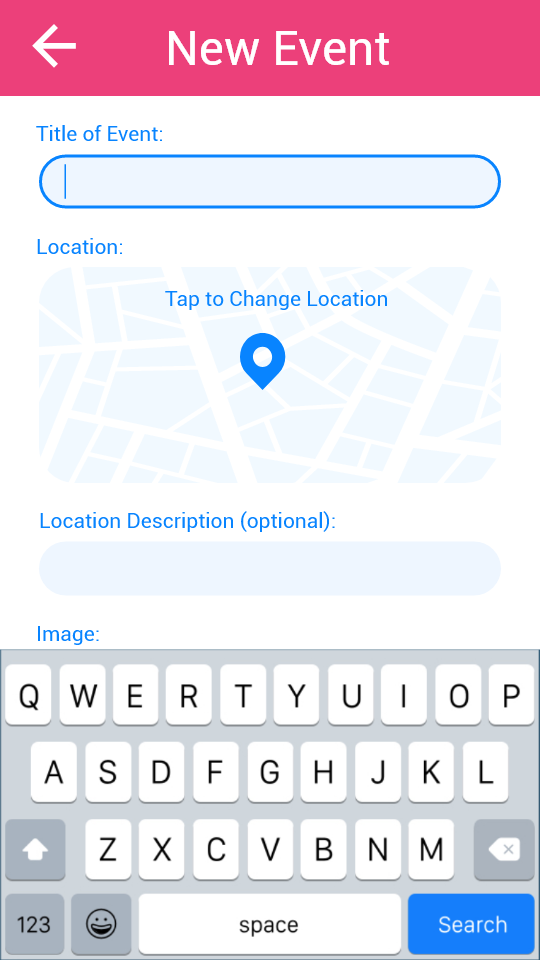 New Event
Title of Event:
Location:
Tap to Change Location
Location Description (optional):
Image:
Q W E R T Y U I O P
A S D F G H J K L
Z X C V B N M
123 space Search